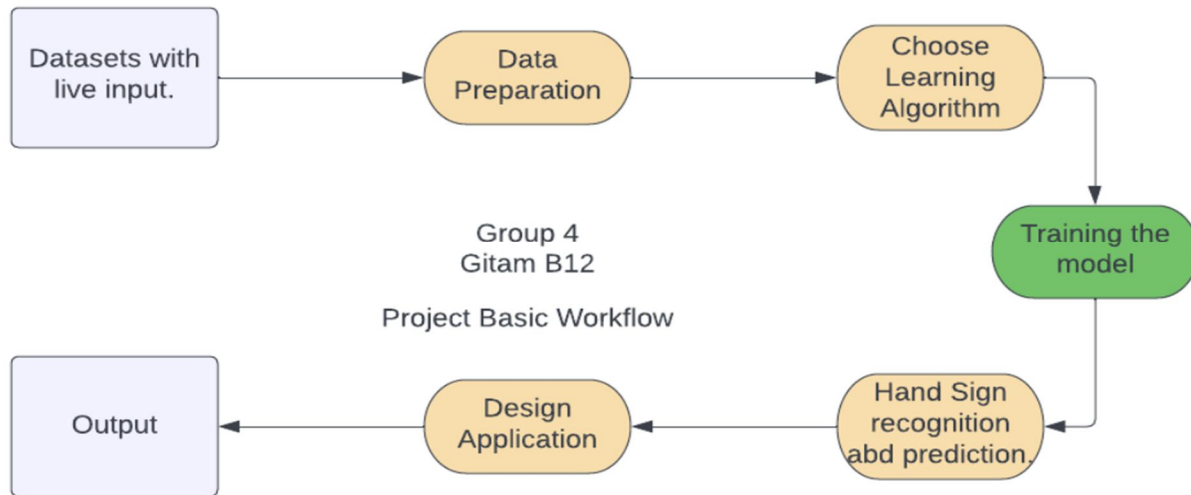 Datasets with
live input.
Data
Preparation
Choose
Learning
Algorithm
Training the
model
Group 4
Gitam B12
Project Basic Workflow
Hand Sign
recognition
abd prediction.
Design
Application
Output